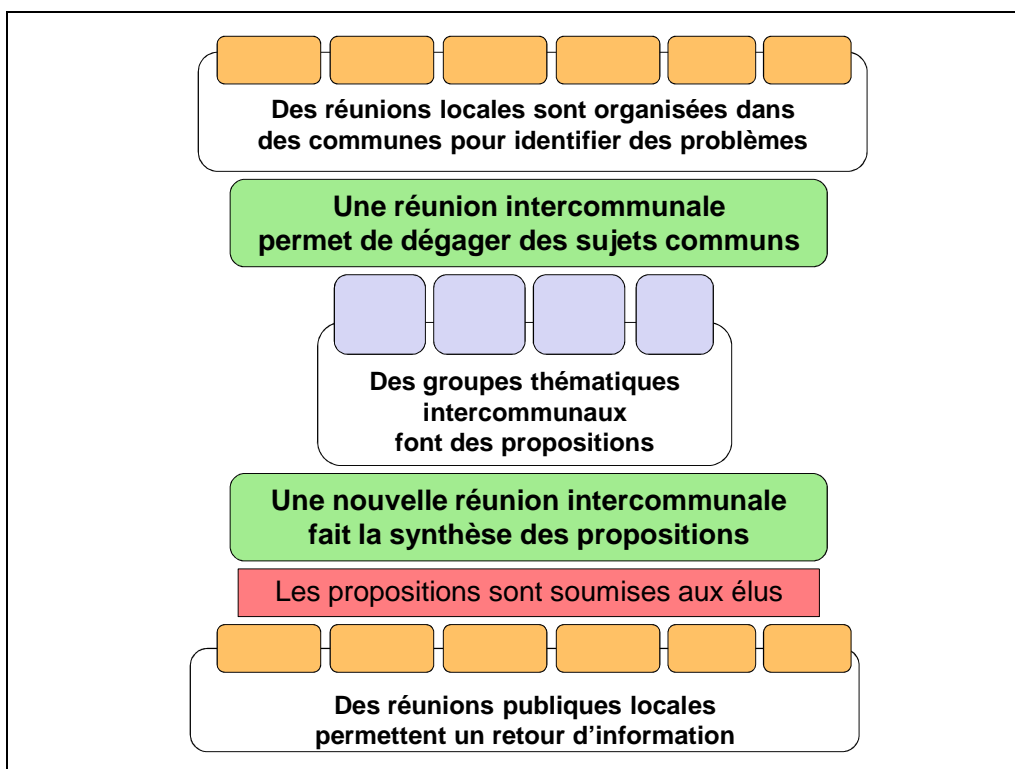 Des réunions locales sont organisées dans
des communes pour identifier des problèmes
Une réunion intercommunale
permet de dégager des sujets communs
Des groupes thématiques
intercommunaux
font des propositions
Une nouvelle réunion intercommunale
fait la synthèse des propositions
Les propositions sont soumises aux élus
Des réunions publiques locales
permettent un retour d’information